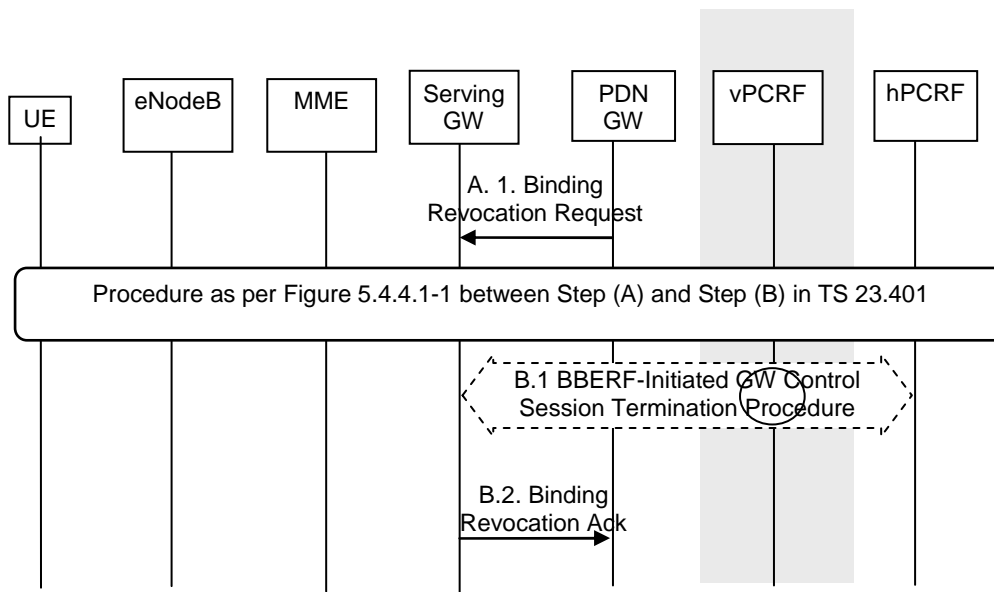 UE
eNodeB
MME
Serving
GW
PDN
GW
vPCRF
hPCRF
A. 1. Binding
Revocation Request
Procedure as per Figure 5.4.4.1-1 between Step (A) and Step (B) in TS 23.401
B.1 BBERF-Initiated GW Control
Session Termination Procedure
B.2. Binding
Revocation Ack